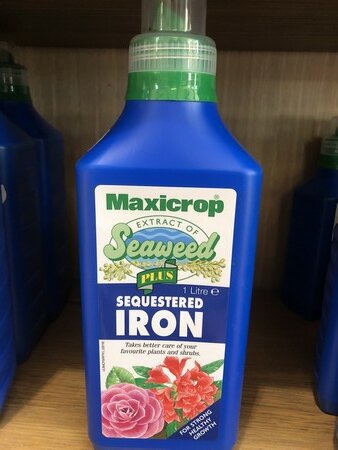 Maxicrop®
EXTRACT OF
Seaweed
PLUS
1 Litre e
SEQUESTERED
IRON
Takes better care of your
favourite plants and shrubs.
FOR STRONG
HEALTHY
GROWTH